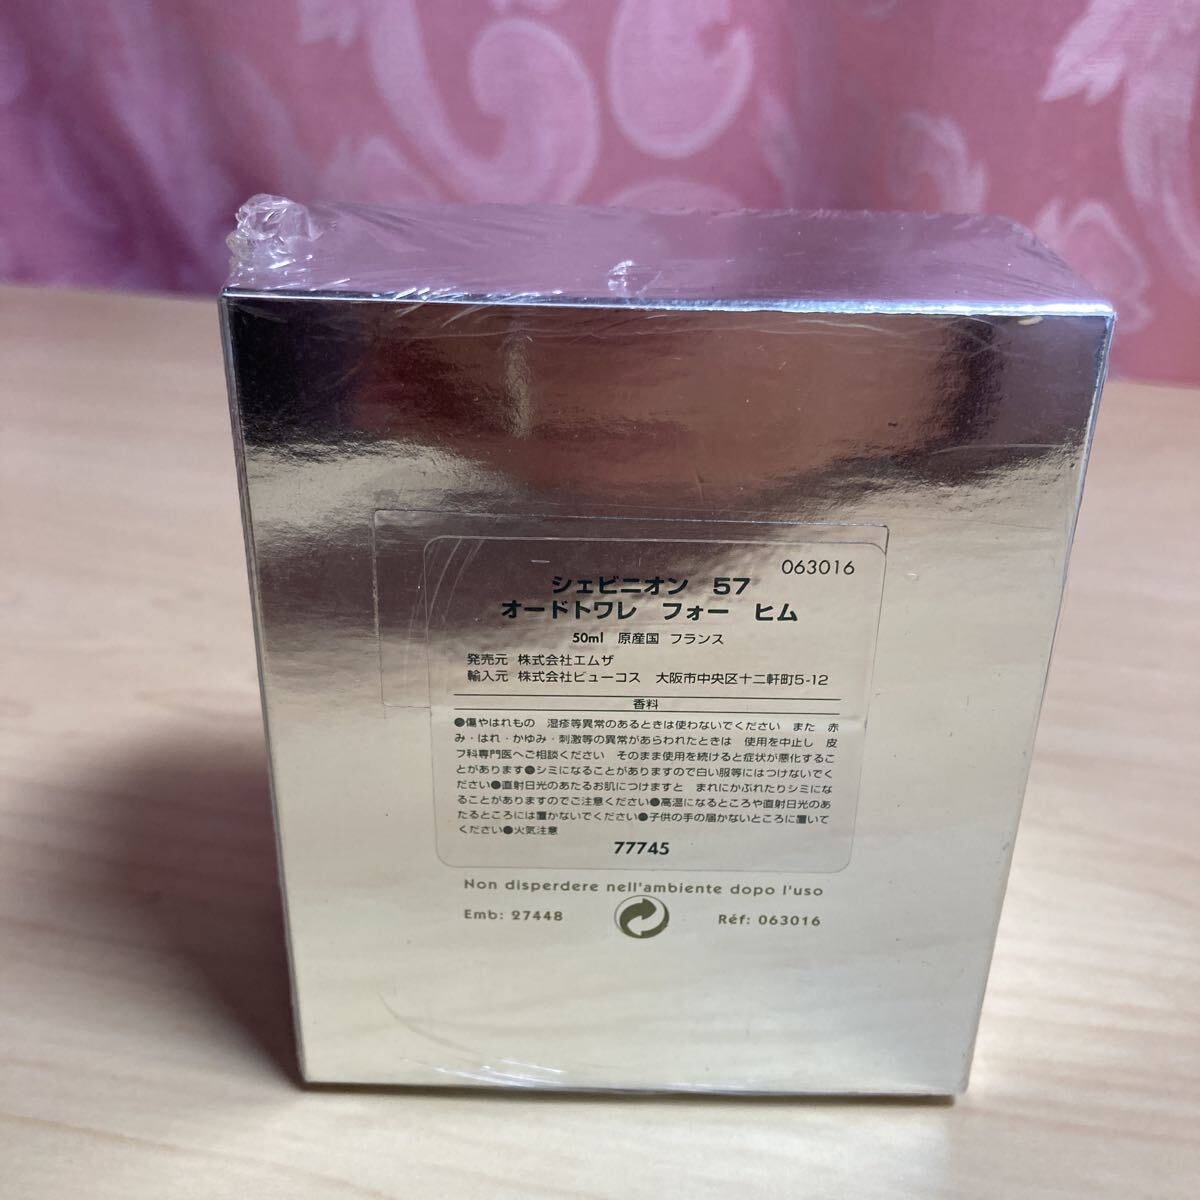 063016
シェビニオン 57
オードトワレ フォー ヒム
50ml 原産国 フランス
発売元 株式会社エムザ
輸入元 株式会社ビューコス 大阪市中央区十二軒町5-12
香料
●傷やはれもの 湿疹等異常のあるときは使わないでください また 赤
み・はれ・かゆみ・刺激等の異常があらわれたときは 使用を中止し 皮
フ科専門医へご相談ください そのまま使用を続けると症状が悪化するこ
とがあります●シミになることがありますので白い服等にはつけないでく
ださい●直射日光のあたるお肌につけますと まれにかぶれたりシミにな
ることがありますのでご注意ください●高温になるところや直射日光のあ
たるところには置かないでください●子供の手の届かないところに置いて
ください●火気注意
77745
Non disperdere nell'ambiente dopo l'uso
Emb: 27448
Réf: 063016